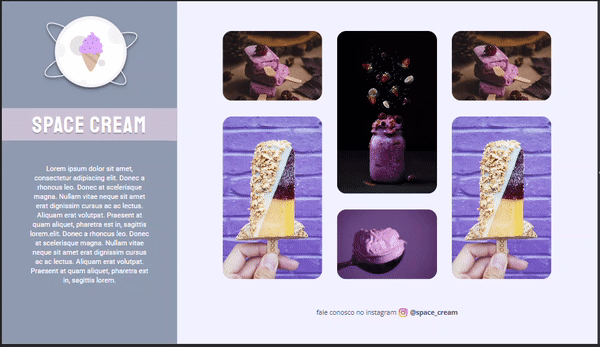 SPACE CREAM
Lorem ipsum dolor sit amet,
consectetur adipiscing elit. Donec a
rhoncus leo. Donec at scelerisque
magna. Nullam vitae neque sit amet
erat dignissim cursus ac ac lectus.
Aliquam erat volutpat. Praesent at
quam aliquet, pharetra est in, sagittis
lorem.elit. Donec a rhoncus leo. Donec
at scelerisque magna. Nullam vitae
neque sit amet erat dignissim cursus
ac ac lectus. Aliquam erat volutpat.
Praesent at quam aliquet, pharetra est
in, sagittis lorem.
fale conosco no instagram @space_cream